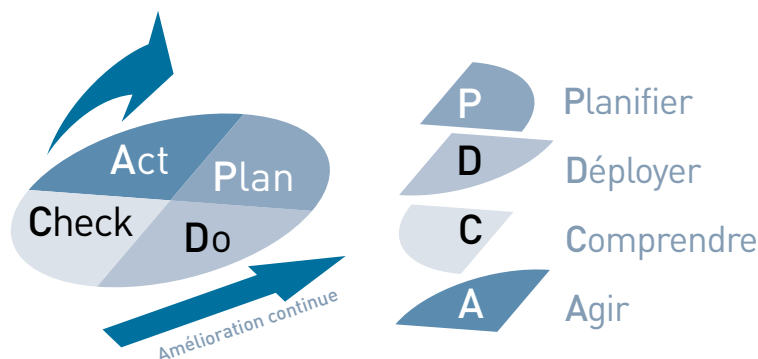 Act
Plan
Check
Do
Amélioration continue
P Planifier
D Déployer
C Comprendre
A Agir